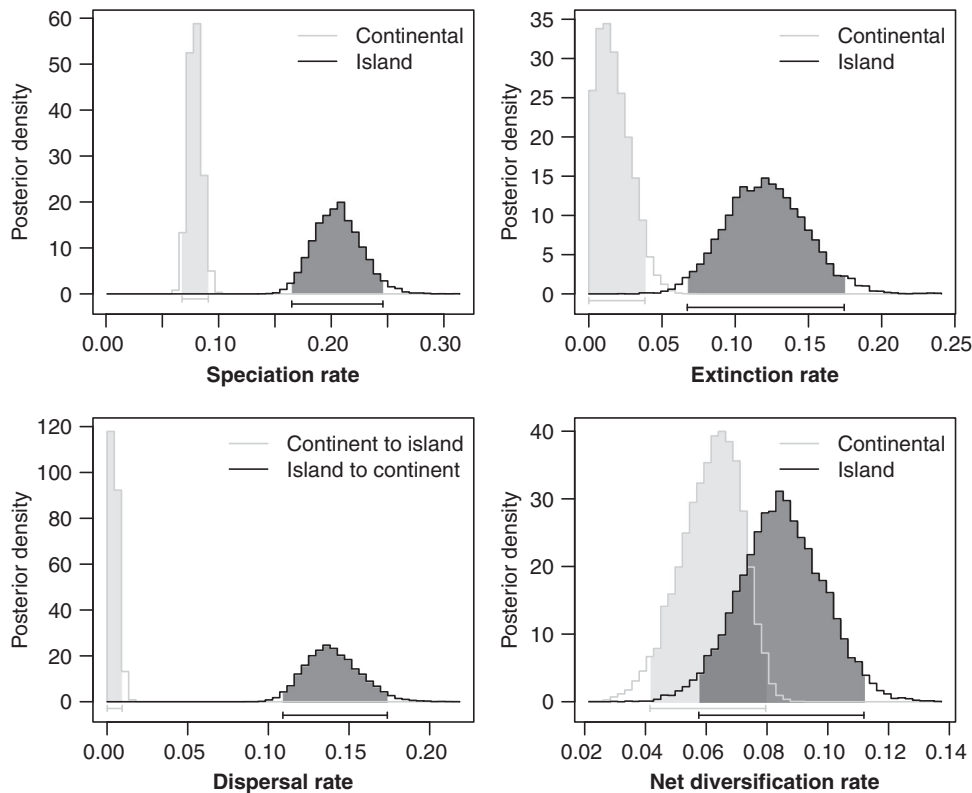 60
50
40
30
20
10
0
Posterior density
Continental
Island
0.00 0.10 0.20 0.30
Speciation rate
35
30
25
20
15
10
5
0
Posterior density
Continental
Island
0.00 0.05 0.10 0.15 0.20 0.25
Extinction rate
120
100
80
60
40
20
0
Posterior density
Continent to island
Island to continent
0.00 0.05 0.10 0.15 0.20
Dispersal rate
40
30
20
10
0
Posterior density
Continental
Island
0.02 0.04 0.06 0.08 0.10 0.12 0.14
Net diversification rate